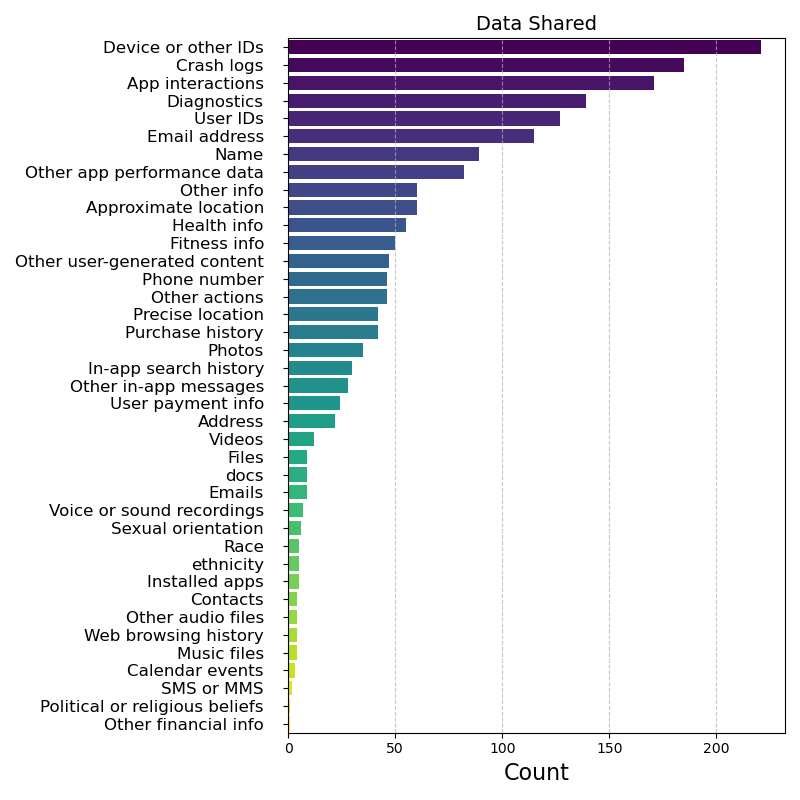 Data Shared
Device or other IDs
Crash logs
App interactions
Diagnostics
User IDs
Email address
Name
Other app performance data
Other info
Approximate location
Health info
Fitness info
Other user-generated content
Phone number
Other actions
Precise location
Purchase history
Photos
In-app search history
Other in-app messages
User payment info
Address
Videos
Files
docs
Emails
Voice or sound recordings
Sexual orientation
Race
ethnicity
Installed apps
Contacts
Other audio files
Web browsing history
Music files
Calendar events
SMS or MMS
Political or religious beliefs
Other financial info
0 50 100 150 200
Count